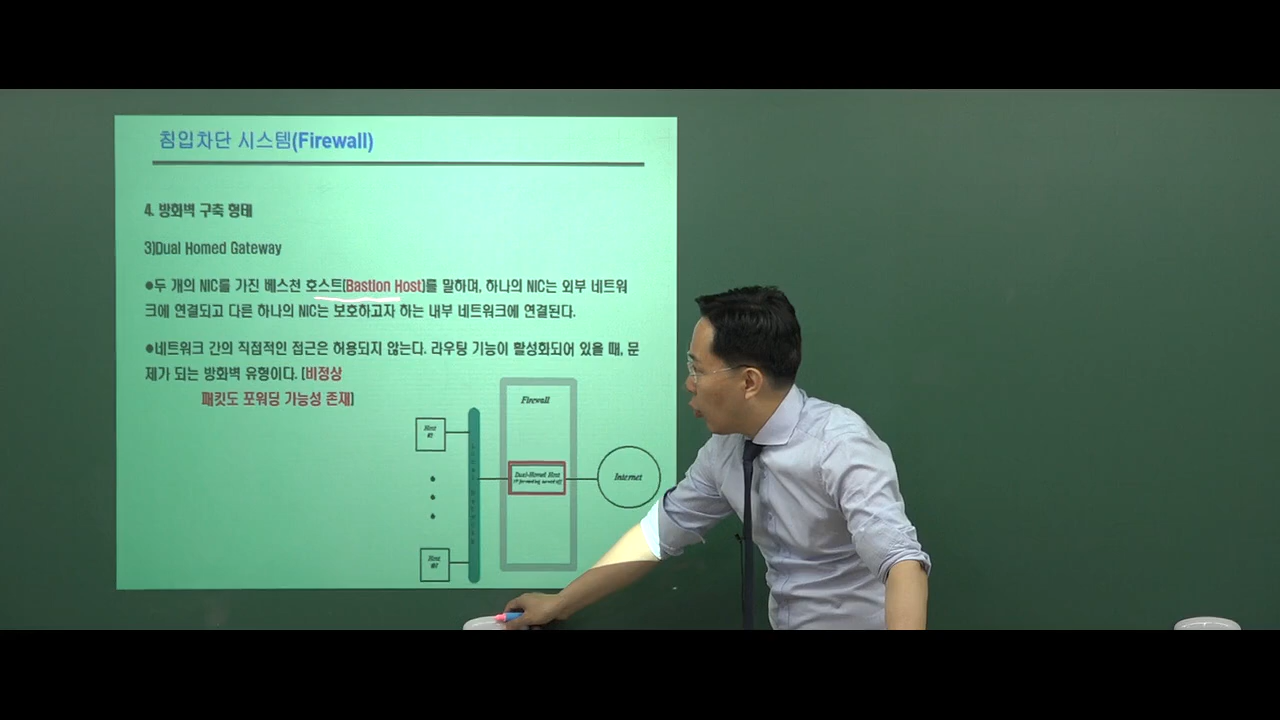 침입차단 시스템(Firewall)
4. 방화벽 구축 형태
3)Dual Homed Gateway
●두 개의 NIC를 가진 베스천 호스트(Bastion Host)를 말하며, 하나의 NIC는 외부 네트워
크에 연결되고 다른 하나의 NIC는 보호하고자 하는 내부 네트워크에 연결된다.
●네트워크 간의 직접적인 접근은 허용되지 않는다. 라우팅 기능이 활성화되어 있을 때, 문
제가 되는 방화벽 유형이다. (비정상
패킷도 포워딩 가능성 존재)
Firewall
Host
Dual-Homed Host
Internet
Host